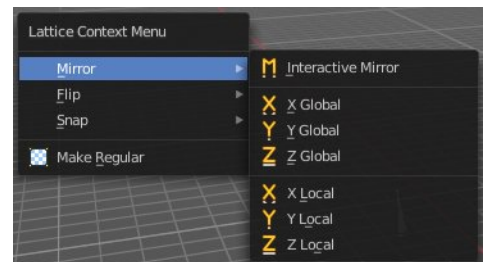 Lattice Context Menu
Mirror
Flip
Snap
Make Regular
Interactive Mirror
X Global
Y Global
Z Global
X Local
Y Local
Z Local